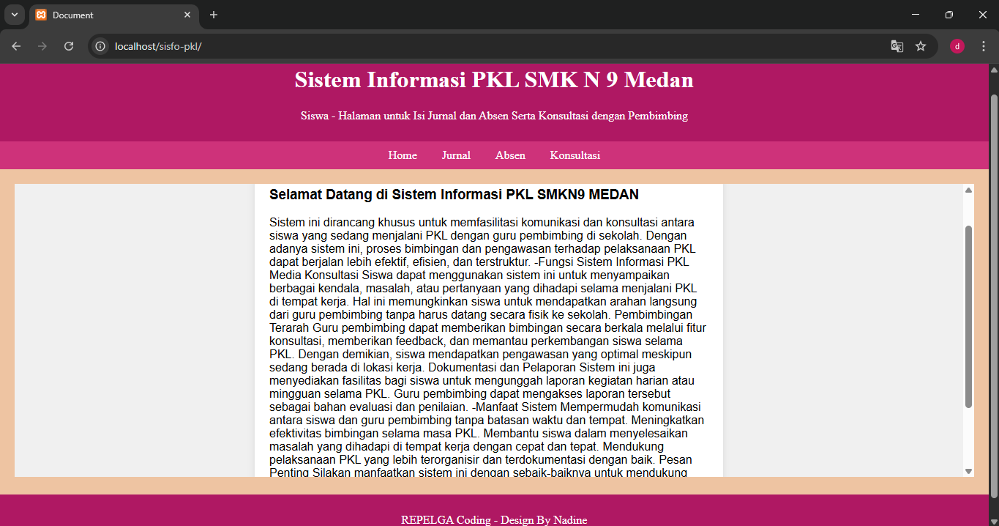 Document
localhost/sisfo-pkl/
d
Sistem Informasi PKL SMK N 9 Medan
Siswa - Halaman untuk Isi Jurnal dan Absen Serta Konsultasi dengan Pembimbing
Home Jurnal Absen Konsultasi
Selamat Datang di Sistem Informasi PKL SMKN9 MEDAN
Sistem ini dirancang khusus untuk memfasilitasi komunikasi dan konsultasi antara
siswa yang sedang menjalani PKL dengan guru pembimbing di sekolah. Dengan
adanya sistem ini, proses bimbingan dan pengawasan terhadap pelaksanaan PKL
dapat berjalan lebih efektif, efisien, dan terstruktur. -Fungsi Sistem Informasi PKL
Media Konsultasi Siswa dapat menggunakan sistem ini untuk menyampaikan
berbagai kendala, masalah, atau pertanyaan yang dihadapi selama menjalani PKL
di tempat kerja. Hal ini memungkinkan siswa untuk mendapatkan arahan langsung
dari guru pembimbing tanpa harus datang secara fisik ke sekolah. Pembimbingan
Terarah Guru pembimbing dapat memberikan bimbingan secara berkala melalui fitur
konsultasi, memberikan feedback, dan memantau perkembangan siswa selama
PKL. Dengan demikian, siswa mendapatkan pengawasan yang optimal meskipun
sedang berada di lokasi kerja. Dokumentasi dan Pelaporan Sistem ini juga
menyediakan fasilitas bagi siswa untuk mengunggah laporan kegiatan harian atau
mingguan selama PKL. Guru pembimbing dapat mengakses laporan tersebut
sebagai bahan evaluasi dan penilaian. -Manfaat Sistem Mempermudah komunikasi
antara siswa dan guru pembimbing tanpa batasan waktu dan tempat. Meningkatkan
efektivitas bimbingan selama masa PKL. Membantu siswa dalam menyelesaikan
masalah yang dihadapi di tempat kerja dengan cepat dan tepat. Mendukung
pelaksanaan PKL yang lebih terorganisir dan terdokumentasi dengan baik. Pesan
Penting Silakan manfaatkan sistem ini dengan sebaik-baiknya untuk mendukung
REPELGA Coding - Design By Nadine